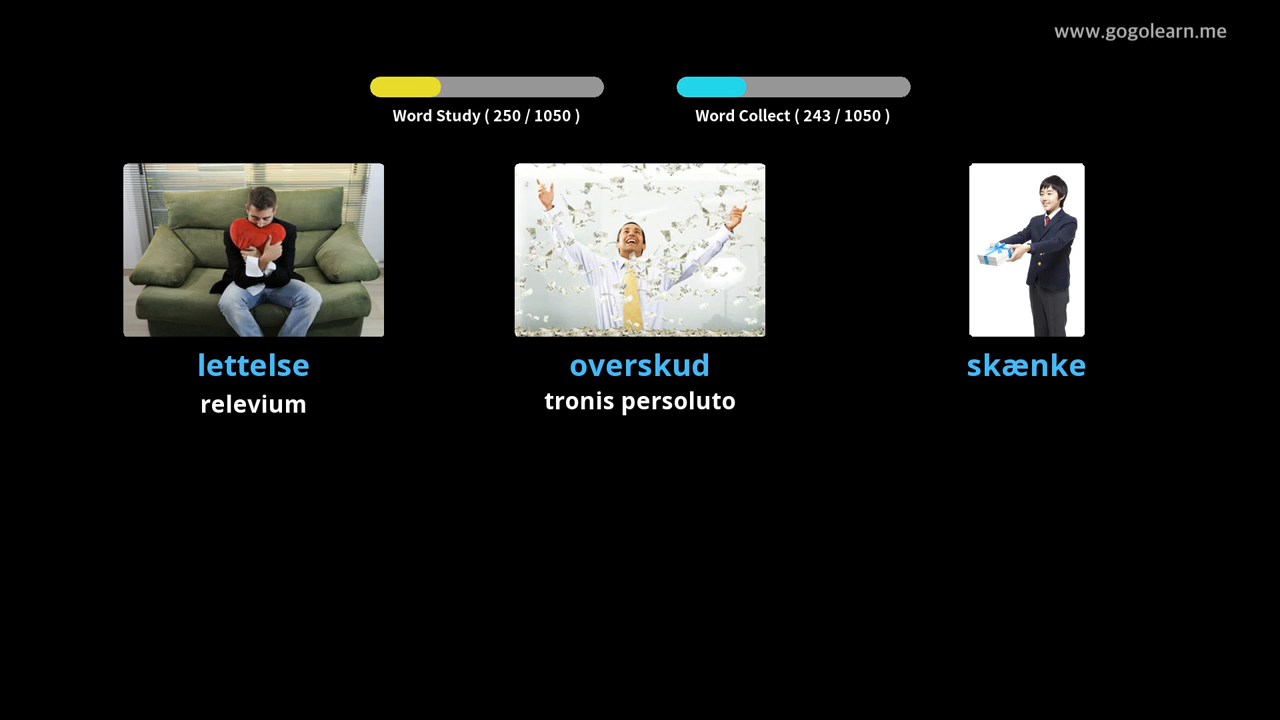 www.gogolearn.me
Word Study ( 250 / 1050 )
Word Collect ( 243 / 1050 )
lettelse
overskud
skænke
relevium
tronis persoluto